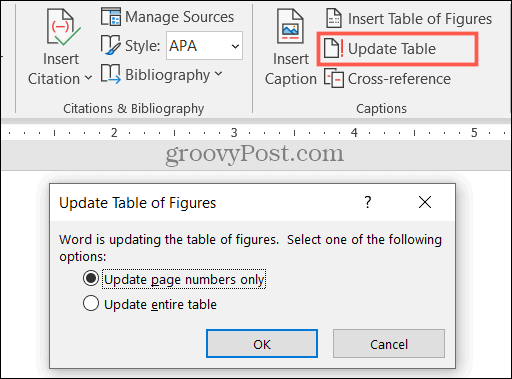 Insert Citation
Manage Sources
Style: APA
Bibliography
Citations & Bibliography
Insert Caption
Insert Table of Figures
Update Table
Cross-reference
Captions
2 3 4 5
groovyPost.com
Update Table of Figures ?
Word is updating the table of figures. Select one of the following
options:
Update page numbers only
Update entire table
OK Cancel